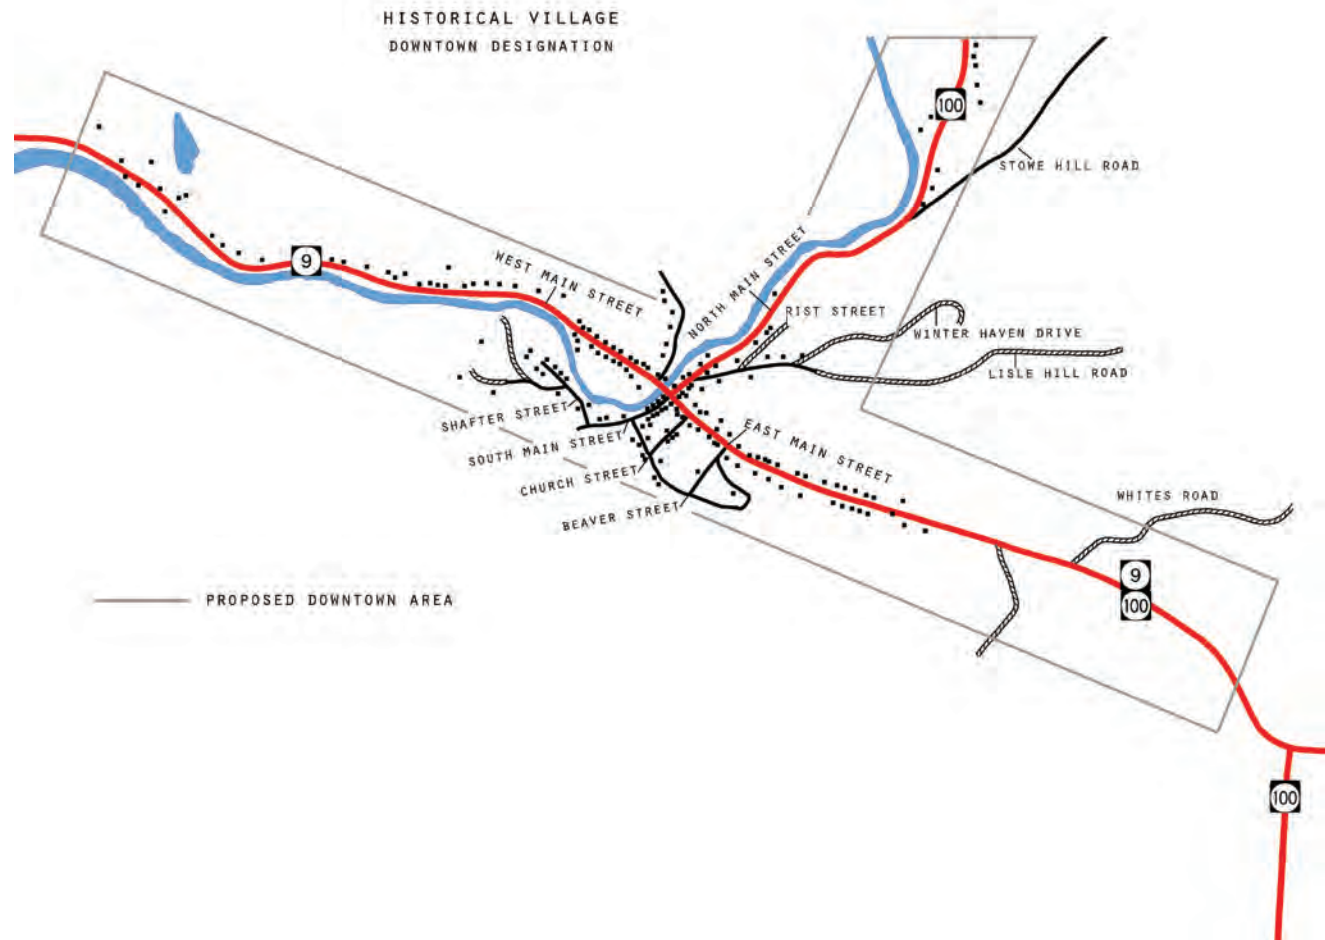 HISTORICAL VILLAGE
DOWNTOWN DESIGNATION
100
STOWE HILL ROAD
9
WEST MAIN STREET
NORTH MAIN STREET
RIST STREET
WINTER HAVEN DRIVE
LISLE HILL ROAD
SHAFTER STREET
SOUTH MAIN STREET
EAST MAIN STREET
CHURCH STREET
BEAVER STREET
WHITES ROAD
9
100
PROPOSED DOWNTOWN AREA
100